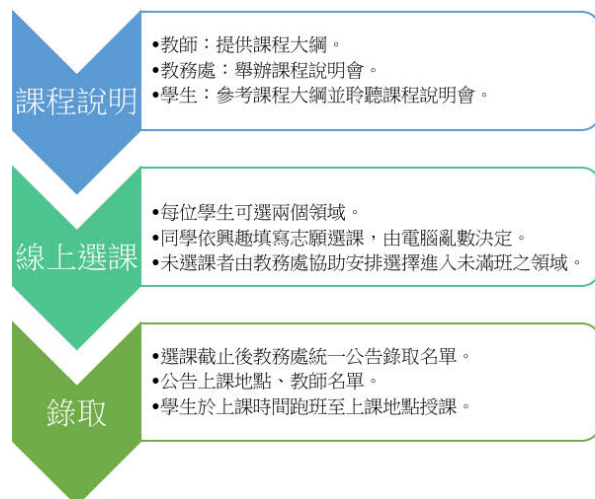 課程說明
•教師：提供課程大綱。
•教務處：舉辦課程說明會。
•學生：參考課程大綱並聆聽課程說明會。
線上選課
•每位學生可選兩個領域。
•同學依興趣填寫志願選課，由電腦亂數決定。
•未選課者由教務處協助安排選擇進入未滿班之領域。
錄取
•選課截止後教務處統一公告錄取名單。
•公告上課地點、教師名單。
•學生於上課時間跑班至上課地點授課。